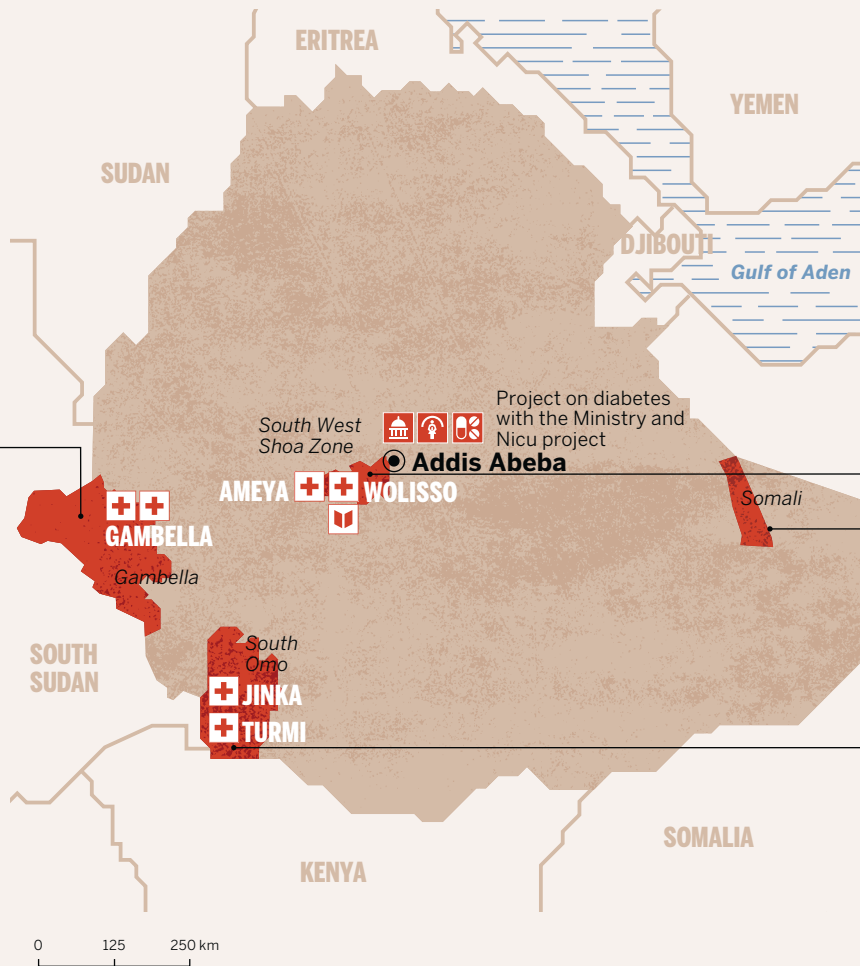 ERITREA
YEMEN
SUDAN
DJIBOUTI
Gulf of Aden
Project on diabetes
with the Ministry and
Nicu project
South West
Shoa Zone
Addis Abeba
AMEYA
WOLISSO
Somali
GAMBELLA
Gambella
South
Omo
SOUTH
SUDAN
JINKA
TURMI
SOMALIA
KENYA
0 125 250 km